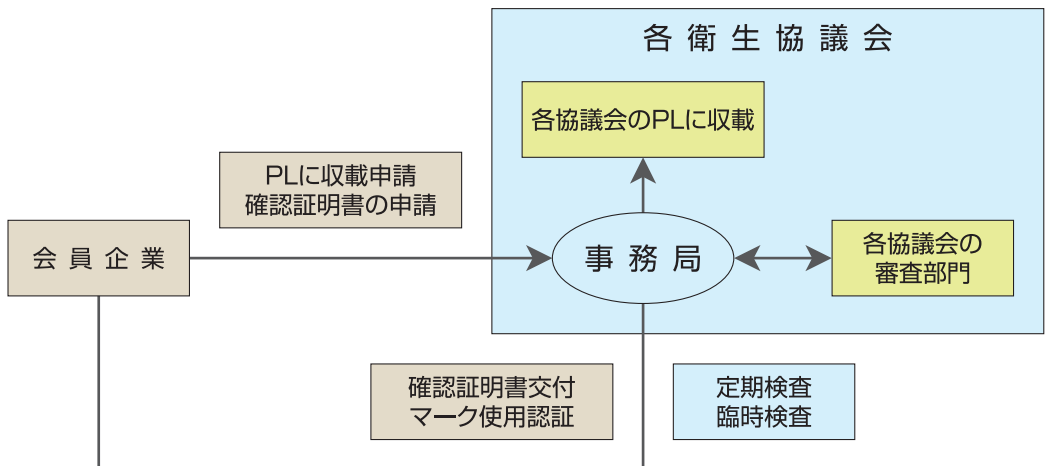 各衛生協議会
各協議会のPLに収載
PLに収載申請
確認証明書の申請
会員企業
事務局
各協議会の
審査部門
確認証明書交付
マーク使用認証
定期検査
臨時検査